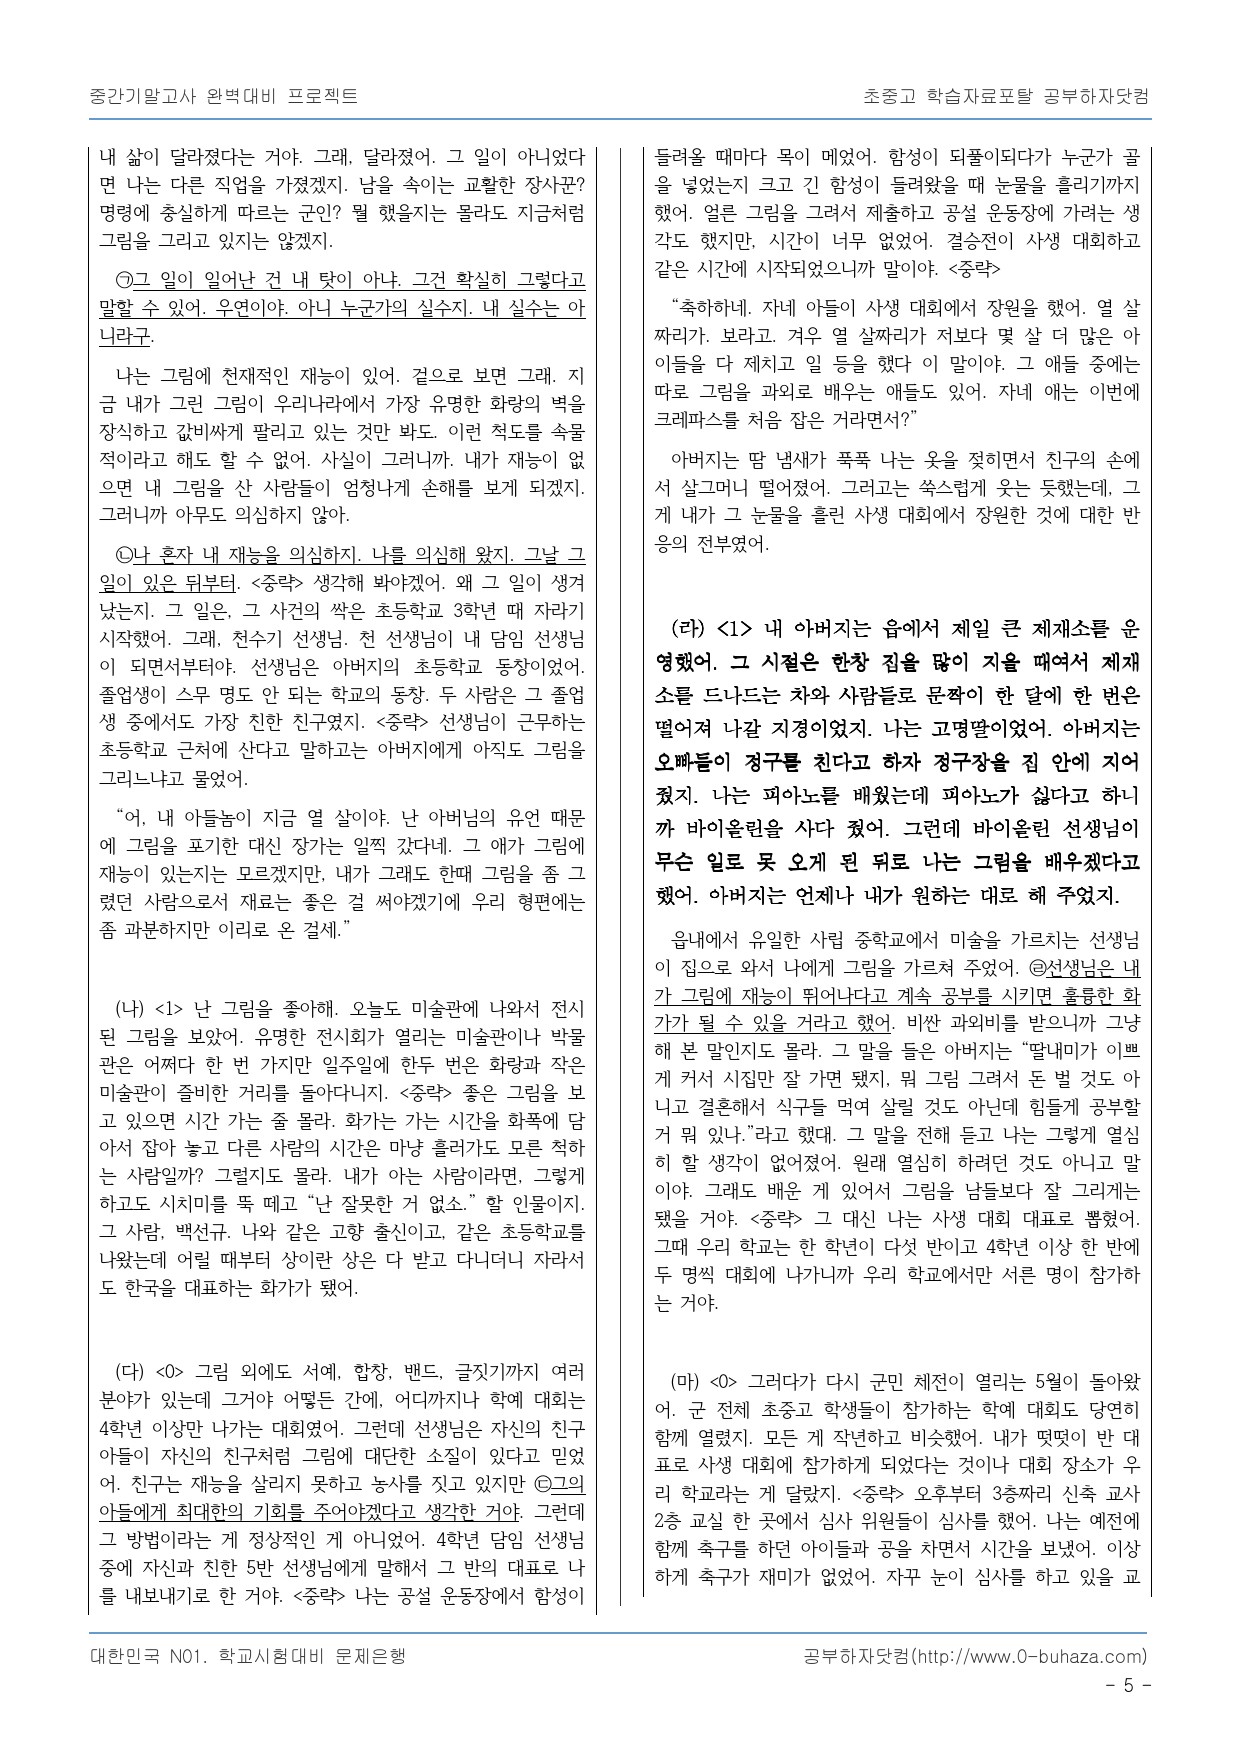 중간기말고사 완벽대비 프로젝트
초중고 학습자료포탈 공부하자닷컴
내 삶이 달라졌다는 거야. 그래, 달라졌어. 그 일이 아니었다
면 나는 다른 직업을 가졌겠지. 남을 속이는 교활한 장사꾼?
명령에 충실하게 따르는 군인? 뭘 했을지는 몰라도 지금처럼
그림을 그리고 있지는 않겠지.
㉠그 일이 일어난 건 내 탓이 아냐. 그건 확실히 그렇다고
말할 수 있어. 우연이야. 아니 누군가의 실수지. 내 실수는 아
니라구.
나는 그림에 천재적인 재능이 있어. 겉으로 보면 그래. 지
금 내가 그린 그림이 우리나라에서 가장 유명한 화랑의 벽을
장식하고 값비싸게 팔리고 있는 것만 봐도. 이런 척도를 속물
적이라고 해도 할 수 없어. 사실이 그러니까. 내가 재능이 없
으면 내 그림을 산 사람들이 엄청나게 손해를 보게 되겠지.
그러니까 아무도 의심하지 않아.
㉡나 혼자 내 재능을 의심하지. 나를 의심해 왔지. 그날 그
일이 있은 뒤부터. <중략> 생각해 봐야겠어. 왜 그 일이 생겨
났는지. 그 일은, 그 사건의 싹은 초등학교 3학년 때 자라기
시작했어. 그래, 천수기 선생님. 천 선생님이 내 담임 선생님
이 되면서부터야. 선생님은 아버지의 초등학교 동창이었어.
졸업생이 스무 명도 안 되는 학교의 동창. 두 사람은 그 졸업
생 중에서도 가장 친한 친구였지. <중략> 선생님이 근무하는
초등학교 근처에 산다고 말하고는 아버지에게 아직도 그림을
그리느냐고 물었어.
“어, 내 아들놈이 지금 열 살이야. 난 아버님의 유언 때문
에 그림을 포기한 대신 장가는 일찍 갔다네. 그 애가 그림에
재능이 있는지는 모르겠지만, 내가 그래도 한때 그림을 좀 그
렸던 사람으로서 재료는 좋은 걸 써야겠기에 우리 형편에는
좀 과분하지만 이리로 온 걸세.”
(나) <1> 난 그림을 좋아해. 오늘도 미술관에 나와서 전시
된 그림을 보았어. 유명한 전시회가 열리는 미술관이나 박물
관은 어쩌다 한 번 가지만 일주일에 한두 번은 화랑과 작은
미술관이 즐비한 거리를 돌아다니지. <중략> 좋은 그림을 보
고 있으면 시간 가는 줄 몰라. 화가는 가는 시간을 화폭에 담
아서 잡아 놓고 다른 사람의 시간은 마냥 흘러가도 모른 척하
는 사람일까? 그럴지도 몰라. 내가 아는 사람이라면, 그렇게
하고도 시치미를 뚝 떼고 “난 잘못한 거 없소.” 할 인물이지.
그 사람, 백선규. 나와 같은 고향 출신이고, 같은 초등학교를
나왔는데 어릴 때부터 상이란 상은 다 받고 다니더니 자라서
도 한국을 대표하는 화가가 됐어.
(다) <0> 그림 외에도 서예, 합창, 밴드, 글짓기까지 여러
분야가 있는데 그거야 어떻든 간에, 어디까지나 학예 대회는
4학년 이상만 나가는 대회였어. 그런데 선생님은 자신의 친구
아들이 자신의 친구처럼 그림에 대단한 소질이 있다고 믿었
어. 친구는 재능을 살리지 못하고 농사를 짓고 있지만 ㉢그의
아들에게 최대한의 기회를 주어야겠다고 생각한 거야. 그런데
그 방법이라는 게 정상적인 게 아니었어. 4학년 담임 선생님
중에 자신과 친한 5반 선생님에게 말해서 그 반의 대표로 나
를 내보내기로 한 거야. <중략> 나는 공설 운동장에서 함성이
들려올 때마다 목이 메었어. 함성이 되풀이되다가 누군가 골
을 넣었는지 크고 긴 함성이 들려왔을 때 눈물을 흘리기까지
했어. 얼른 그림을 그려서 제출하고 공설 운동장에 가려는 생
각도 했지만, 시간이 너무 없었어. 결승전이 사생 대회하고
같은 시간에 시작되었으니까 말이야. <중략>
“축하하네. 자네 아들이 사생 대회에서 장원을 했어. 열 살
짜리가. 보라고. 겨우 열 살짜리가 저보다 몇 살 더 많은 아
이들을 다 제치고 일 등을 했다 이 말이야. 그 애들 중에는
따로 그림을 과외로 배우는 애들도 있어. 자네 애는 이번에
크레파스를 처음 잡은 거라면서?”
아버지는 땀 냄새가 푹푹 나는 옷을 젖히면서 친구의 손에
서 살그머니 떨어졌어. 그러고는 쑥스럽게 웃는 듯했는데, 그
게 내가 그 눈물을 흘린 사생 대회에서 장원한 것에 대한 반
응의 전부였어.
(라) <1> 내 아버지는 읍에서 제일 큰 제재소를 운
영했어. 그 시절은 한창 집을 많이 지을 때여서 제재
소를 드나드는 차와 사람들로 문짝이 한 달에 한 번은
떨어져 나갈 지경이었지. 나는 고명딸이었어. 아버지는
오빠들이 정구를 친다고 하자 정구장을 집 안에 지어
줬지. 나는 피아노를 배웠는데 피아노가 싫다고 하니
까 바이올린을 사다 줬어. 그런데 바이올린 선생님이
무슨 일로 못 오게 된 뒤로 나는 그림을 배우겠다고
했어. 아버지는 언제나 내가 원하는 대로 해 주었지.
읍내에서 유일한 사립 중학교에서 미술을 가르치는 선생님
이 집으로 와서 나에게 그림을 가르쳐 주었어. ㉣선생님은 내
가 그림에 재능이 뛰어나다고 계속 공부를 시키면 훌륭한 화
가가 될 수 있을 거라고 했어. 비싼 과외비를 받으니까 그냥
해 본 말인지도 몰라. 그 말을 들은 아버지는 “딸내미가 이쁘
게 커서 시집만 잘 가면 됐지, 뭐 그림 그려서 돈 벌 것도 아
니고 결혼해서 식구들 먹여 살릴 것도 아닌데 힘들게 공부할
거 뭐 있나.”라고 했대. 그 말을 전해 듣고 나는 그렇게 열심
히 할 생각이 없어졌어. 원래 열심히 하려던 것도 아니고 말
이야. 그래도 배운 게 있어서 그림을 남들보다 잘 그리게는
됐을 거야. <중략> 그 대신 나는 사생 대회 대표로 뽑혔어.
그때 우리 학교는 한 학년이 다섯 반이고 4학년 이상 한 반에
두 명씩 대회에 나가니까 우리 학교에서만 서른 명이 참가하
는 거야.
(마) <0> 그러다가 다시 군민 체전이 열리는 5월이 돌아왔
어. 군 전체 초중고 학생들이 참가하는 학예 대회도 당연히
함께 열렸지. 모든 게 작년하고 비슷했어. 내가 떳떳이 반 대
표로 사생 대회에 참가하게 되었다는 것이나 대회 장소가 우
리 학교라는 게 달랐지. <중략> 오후부터 3층짜리 신축 교사
2층 교실 한 곳에서 심사 위원들이 심사를 했어. 나는 예전에
함께 축구를 하던 아이들과 공을 차면서 시간을 보냈어. 이상
하게 축구가 재미가 없었어. 자꾸 눈이 심사를 하고 있을 교
대한민국 N01. 학교시험대비 문제은행
공부하자닷컴(http://www.0-buhaza.com)
- 5 -